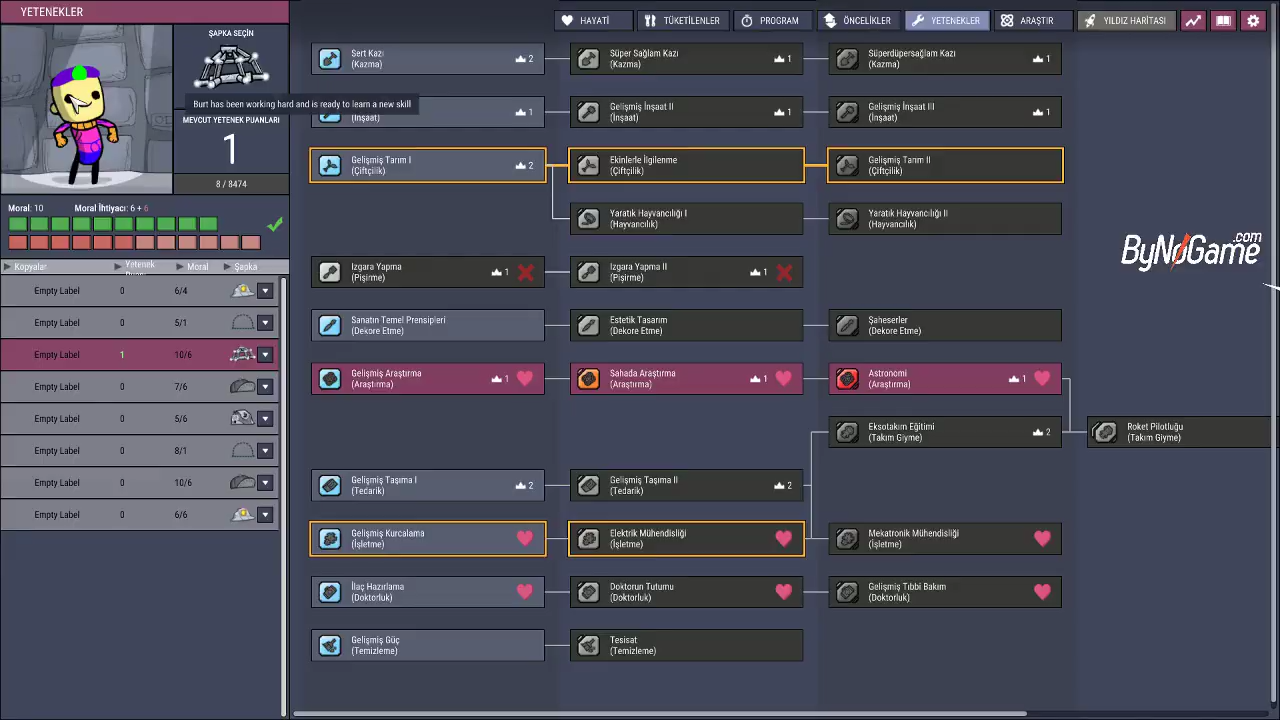 YETENEKLER
HAYATİ
TÜKETİLENLER
PROGRAM
ÖNCELİKLER
YETENEKLER
ARAŞTIR
YILDIZ HARİTASI
ŞAPKA SEÇİN
Burt has been working hard and is ready to learn a new skill
MEVCUT YETENEK PUANLARI
1
8 / 8474
Moral: 10
Moral İhtiyacı: 6 + 6
Kopyalar
Yetenek
Moral
Şapka
Empty Label 0 6/4
Empty Label 0 5/1
Empty Label 1 10/6
Empty Label 0 7/6
Empty Label 0 5/6
Empty Label 0 8/1
Empty Label 0 10/6
Empty Label 0 6/6
Sert Kazı
(Kazma)
2
Süper Sağlam Kazı
(Kazma)
1
Süperdüpersağlam Kazı
(Kazma)
1
(İnşaat)
1
Gelişmiş İnşaat II
(İnşaat)
1
Gelişmiş İnşaat III
(İnşaat)
1
Gelişmiş Tarım I
(Çiftçilik)
2
Ekinlerle İlgilenme
(Çiftçilik)
Gelişmiş Tarım II
(Çiftçilik)
Yaratık Hayvancılığı I
(Hayvancılık)
Yaratık Hayvancılığı II
(Hayvancılık)
Izgara Yapma
(Pişirme)
1
Izgara Yapma II
(Pişirme)
1
Sanatın Temel Prensipleri
(Dekore Etme)
Estetik Tasarım
(Dekore Etme)
Şaheserler
(Dekore Etme)
Gelişmiş Araştırma
(Araştırma)
1
Sahada Araştırma
(Araştırma)
1
Astronomi
(Araştırma)
1
Eksotakım Eğitimi
(Takım Giyme)
2
Roket Pilotluğu
(Takım Giyme)
Gelişmiş Taşıma I
(Tedarik)
2
Gelişmiş Taşıma II
(Tedarik)
2
Gelişmiş Kurcalama
(İşletme)
Elektrik Mühendisliği
(İşletme)
Mekatronik Mühendisliği
(İşletme)
İlaç Hazırlama
(Doktorluk)
Doktorun Tutumu
(Doktorluk)
Gelişmiş Tıbbi Bakım
(Doktorluk)
Gelişmiş Güç
(Temizleme)
Tesisat
(Temizleme)
ByNoGame.com